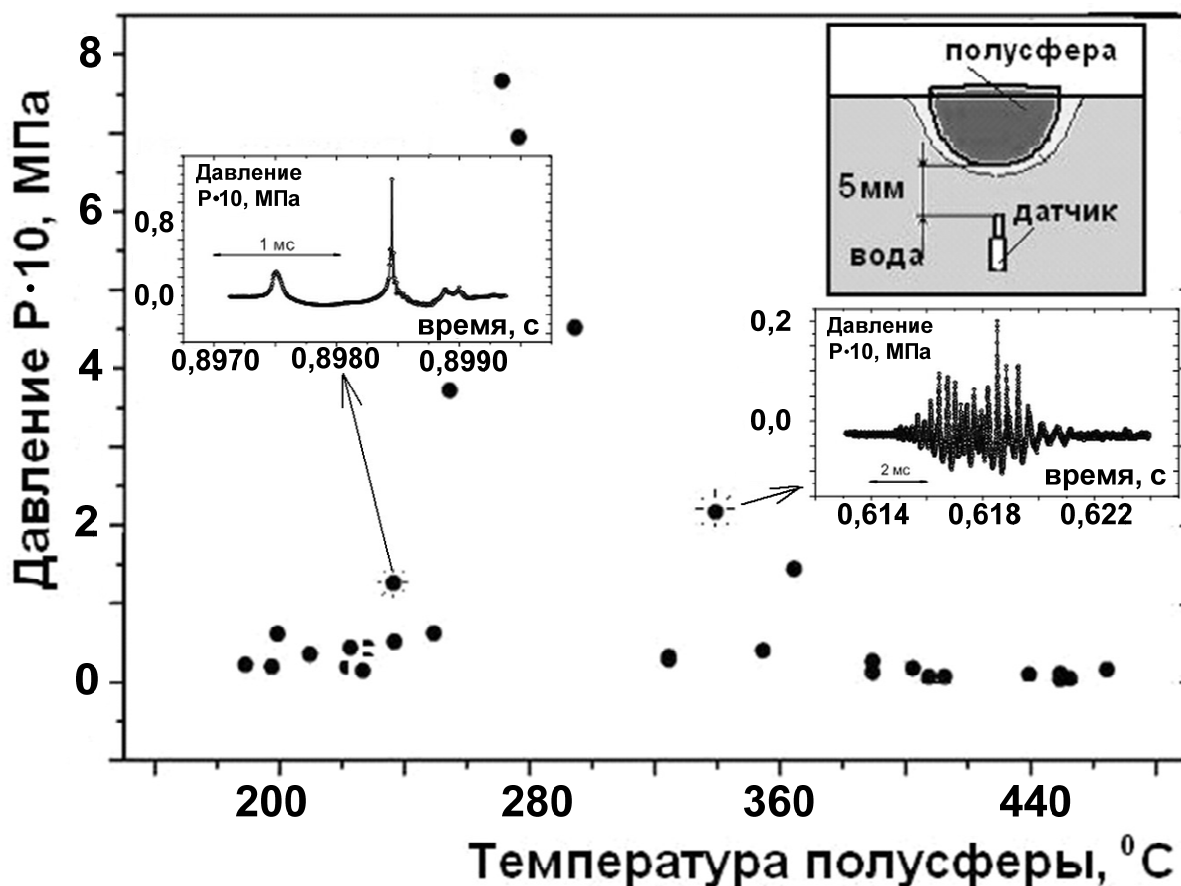 Давление P·10, МПа
8
6
4
2
0
200
280
360
440
Температура полусферы, ⁰C
Давление
P·10, МПа
0,8
0,0
1 мс
время, с
0,8970
0,8980
0,8990
полусфера
5мм
датчик
вода
Давление
P·10, МПа
0,2
0,0
2 мс
время, с
0,614
0,618
0,622